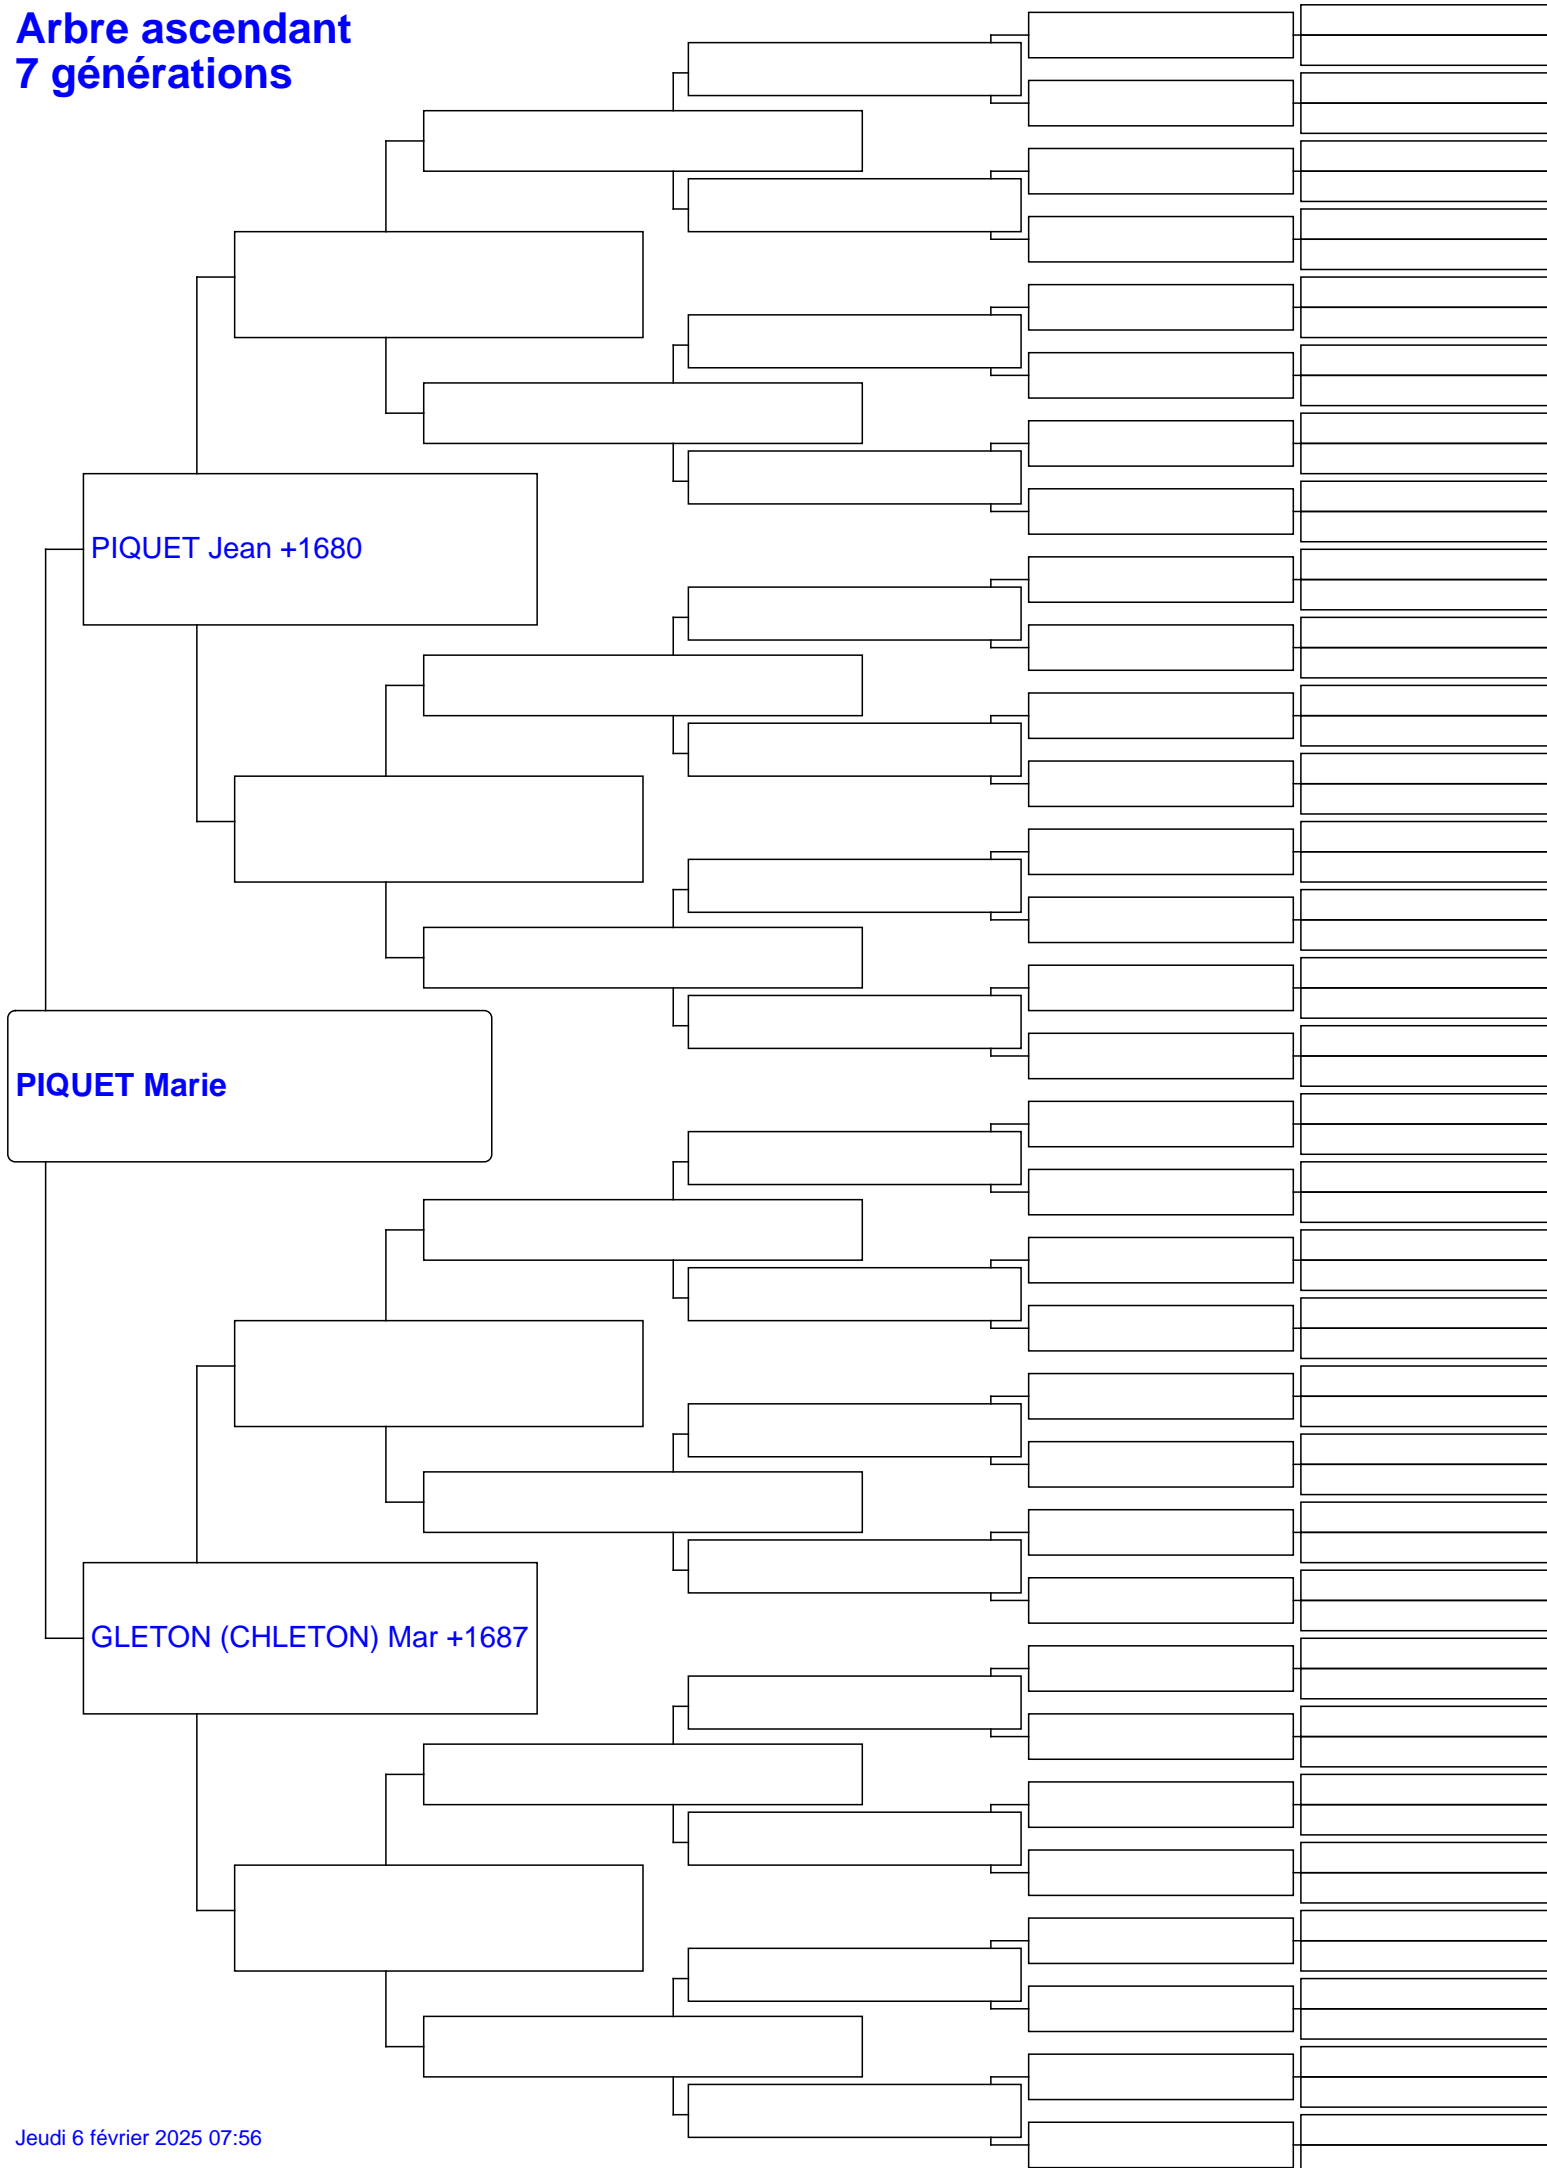 Arbre ascendant
7 générations
PIQUET Jean +1680
PIQUET Marie
GLETON (CHLETON) Mar +1687
Jeudi 6 février 2025 07:56